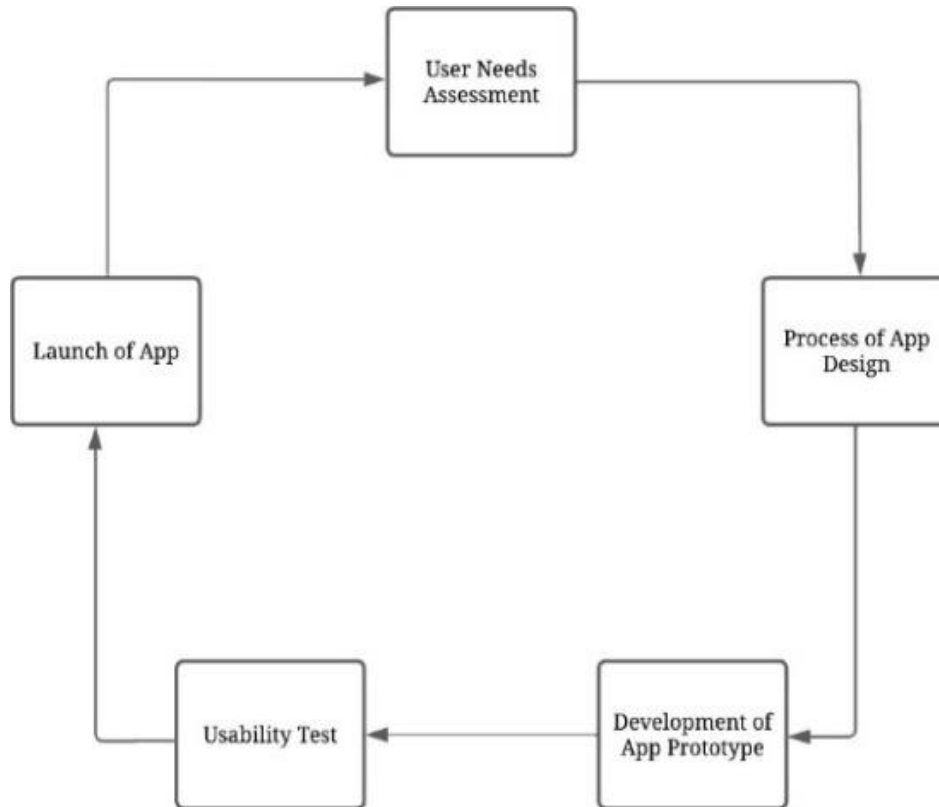 User Needs
Assessment
Process of App
Design
Development of
App Prototype
Usability Test
Launch of App